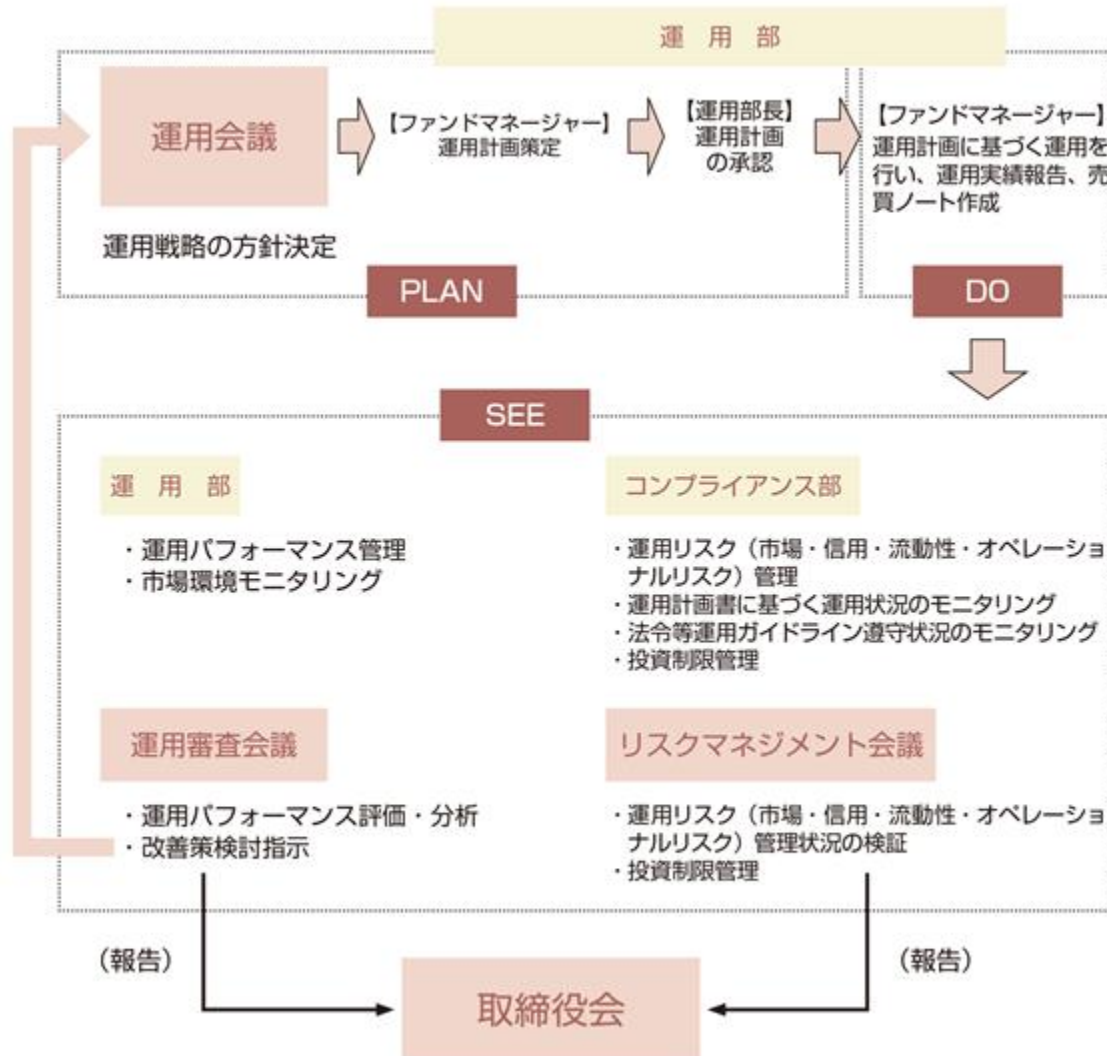 運用部
運用会議
運用戦略の方針決定
【ファンドマネージャー】
運用計画策定
【運用部長】
運用計画
の承認
【ファンドマネージャー】
運用計画に基づく運用を
行い、運用実績報告、売
買ノート作成
PLAN
DO
SEE
運用部
・運用パフォーマンス管理
・市場環境モニタリング
コンプライアンス部
・運用リスク（市場・信用・流動性・オペレーショ
ナルリスク）管理
・運用計画書に基づく運用状況のモニタリング
・法令等運用ガイドライン遵守状況のモニタリング
・投資制限管理
運用審査会議
・運用パフォーマンス評価・分析
・改善策検討指示
リスクマネジメント会議
・運用リスク（市場・信用・流動性・オペレーショ
ナルリスク）管理状況の検証
・投資制限管理
（報告）
（報告）
取締役会